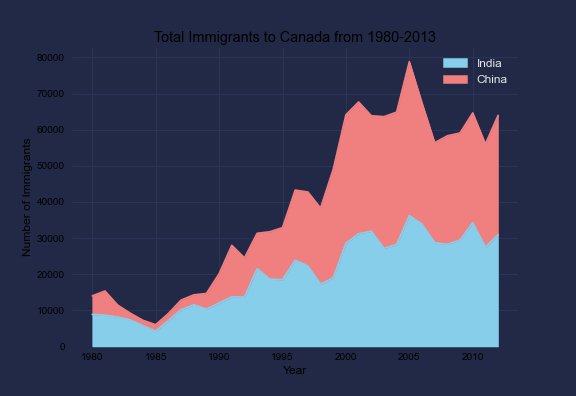 Total Immigrants to Canada from 1980-2013
India
China
80000
70000
60000
50000
40000
30000
20000
10000
0
Number of Immigrants
1980 1985 1990 1995 2000 2005 2010
Year